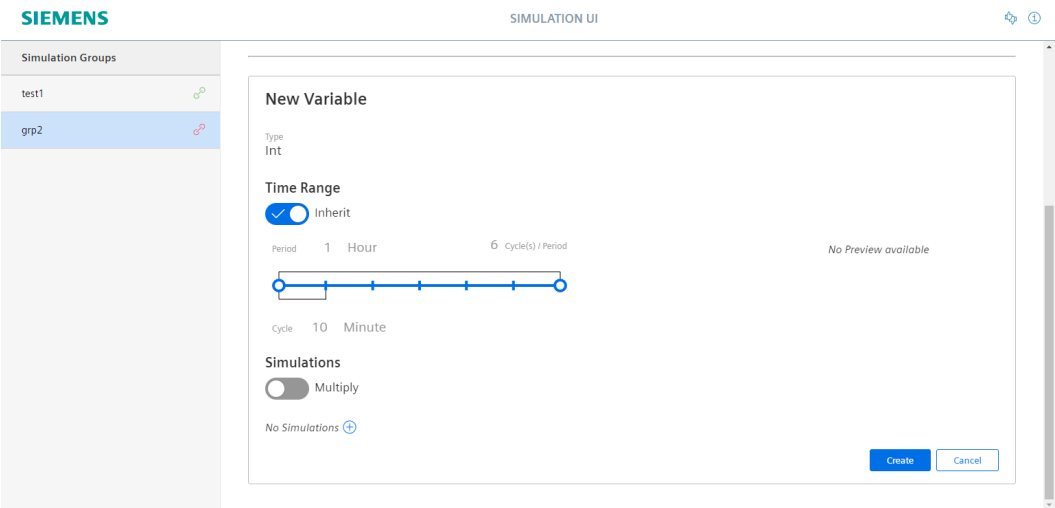 SIEMENS
SIMULATION UI
Simulation Groups
test1
grp2
New Variable
Type
Int
Time Range
Inherit
Period 1 Hour 6 Cycle(s) / Period
No Preview available
Cycle 10 Minute
Simulations
Multiply
No Simulations
Create Cancel